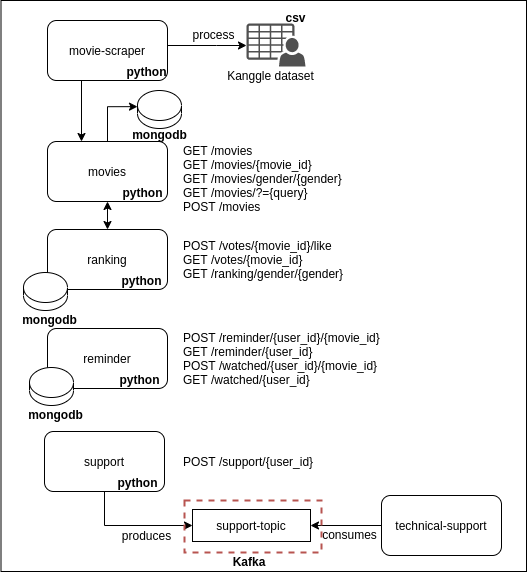 csv
movie-scraper
python
process
Kanggle dataset
mongodb
movies
python
GET /movies
GET /movies/{movie_id}
GET /movies/gender/{gender}
GET /movies/?={query}
POST /movies
ranking
python
mongodb
POST /votes/{movie_id}/like
GET /votes/{movie_id}
GET /ranking/gender/{gender}
reminder
python
mongodb
POST /reminder/{user_id}/{movie_id}
GET /reminder/{user_id}
POST /watched/{user_id}/{movie_id}
GET /watched/{user_id}
support
python
POST /support/{user_id}
produces
support-topic
Kafka
consumes
technical-support